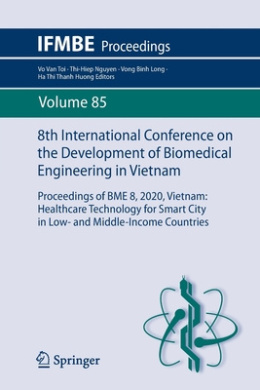 IFMBE Proceedings
Vo Van Toi · Thi-Hiep Nguyen · Vong Binh Long ·
Ha Thi Thanh Huong Editors
Volume 85
8th International Conference on
the Development of Biomedical
Engineering in Vietnam
Proceedings of BME 8, 2020, Vietnam:
Healthcare Technology for Smart City
in Low- and Middle-Income Countries
Springer